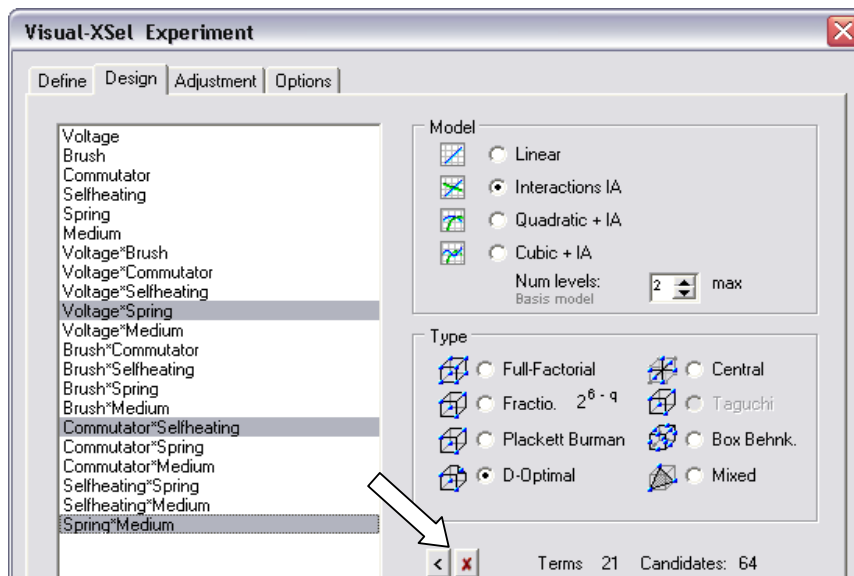 Visual-XSel Experiment
Define Design Adjustment Options
Voltage
Brush
Commutator
Selfheating
Spring
Medium
Voltage*Brush
Voltage*Commutator
Voltage*Selfheating
Voltage*Spring
Voltage*Medium
Brush*Commutator
Brush*Selfheating
Brush*Spring
Brush*Medium
Commutator*Selfheating
Commutator*Spring
Commutator*Medium
Selfheating*Spring
Selfheating*Medium
Spring*Medium
Model
Linear
Interactions IA
Quadratic + IA
Cubic + IA
Num levels: 2 max
Basis model
Type
Full-Factorial Central
Fractio. 2^6 - q Taguchi
Plackett Burman Box Behnk.
D-Optimal Mixed
< x Terms 21 Candidates: 64